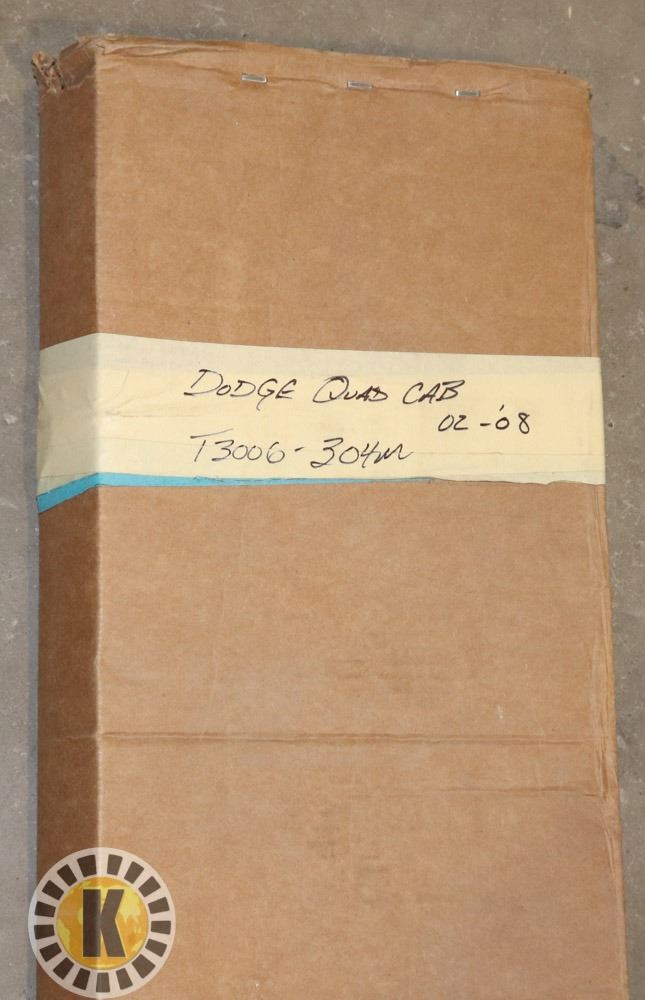 DODGE QUAD CAB
02-'08
T3006-304M
K